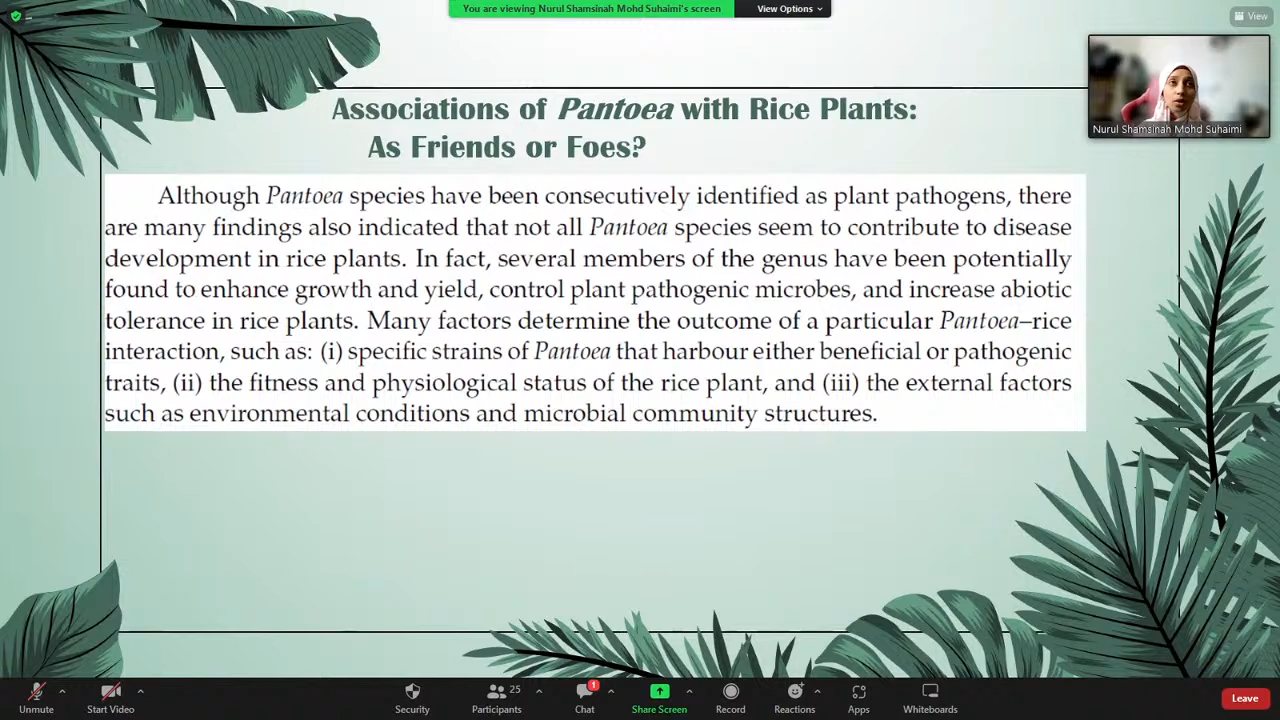 You are viewing Nurul Shamsinah Mohd Suhaimi's screen
View Options
View
Nurul Shamsinah Mohd Suhaimi
Associations of Pantoea with Rice Plants:
As Friends or Foes?
Although Pantoea species have been consecutively identified as plant pathogens, there
are many findings also indicated that not all Pantoea species seem to contribute to disease
development in rice plants. In fact, several members of the genus have been potentially
found to enhance growth and yield, control plant pathogenic microbes, and increase abiotic
tolerance in rice plants. Many factors determine the outcome of a particular Pantoea–rice
interaction, such as: (i) specific strains of Pantoea that harbour either beneficial or pathogenic
traits, (ii) the fitness and physiological status of the rice plant, and (iii) the external factors
such as environmental conditions and microbial community structures.
Unmute
Start Video
Security
Participants
25
Chat
1
Share Screen
Record
Reactions
Apps
Whiteboards
Leave